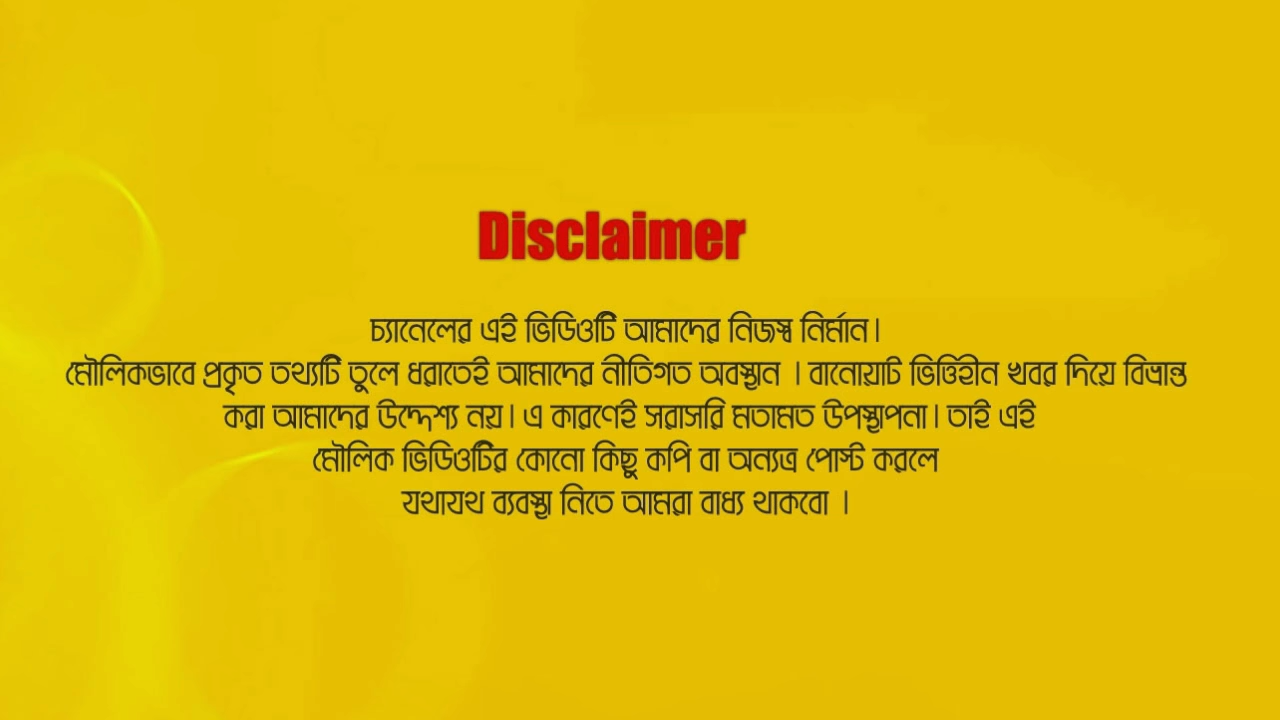 Disclaimer
চ্যানেলের এই ভিডিওটি আমাদের নিজস্ব নির্মান।
মৌলিকভাবে প্রকৃত তথ্যটি তুলে ধরাতেই আমাদের নীতিগত অবস্থান । বানোয়াট ভিত্তিহীন খবর দিয়ে বিভ্রান্ত
করা আমাদের উদ্দেশ্য নয়। এ কারণেই সরাসরি মতামত উপস্থাপনা। তাই এই
মৌলিক ভিডিওটির কোনো কিছু কপি বা অন্যত্র পোস্ট করলে
যথাযথ ব্যবস্থা নিতে আমরা বাধ্য থাকবো ।